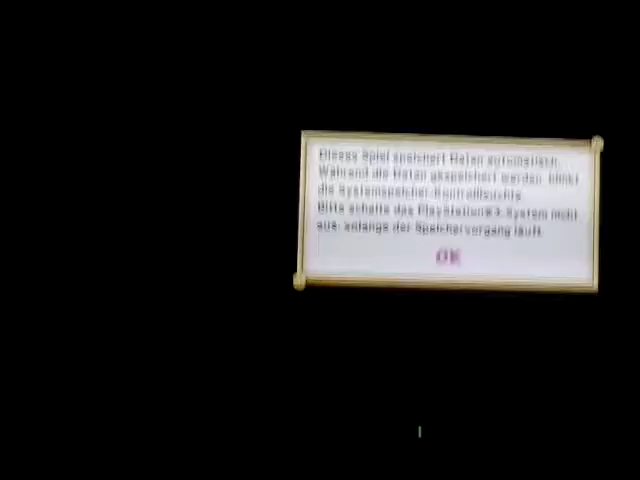 Dieses Spiel speichert Daten automatisch.
Während die Daten gespeichert werden, blinkt
die Systemspeicher-Kontrollleuchte.
Bitte schalte das PlayStation®3-System nicht
aus, solange der Speichervorgang läuft.
OK